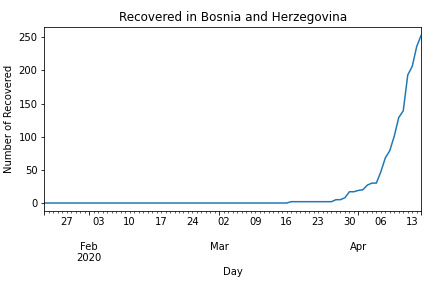 Recovered in Bosnia and Herzegovina
250
200
150
100
50
0
Number of Recovered
27 03 10 17 24 02 09 16 23 30 06 13
Feb Mar Apr
2020
Day